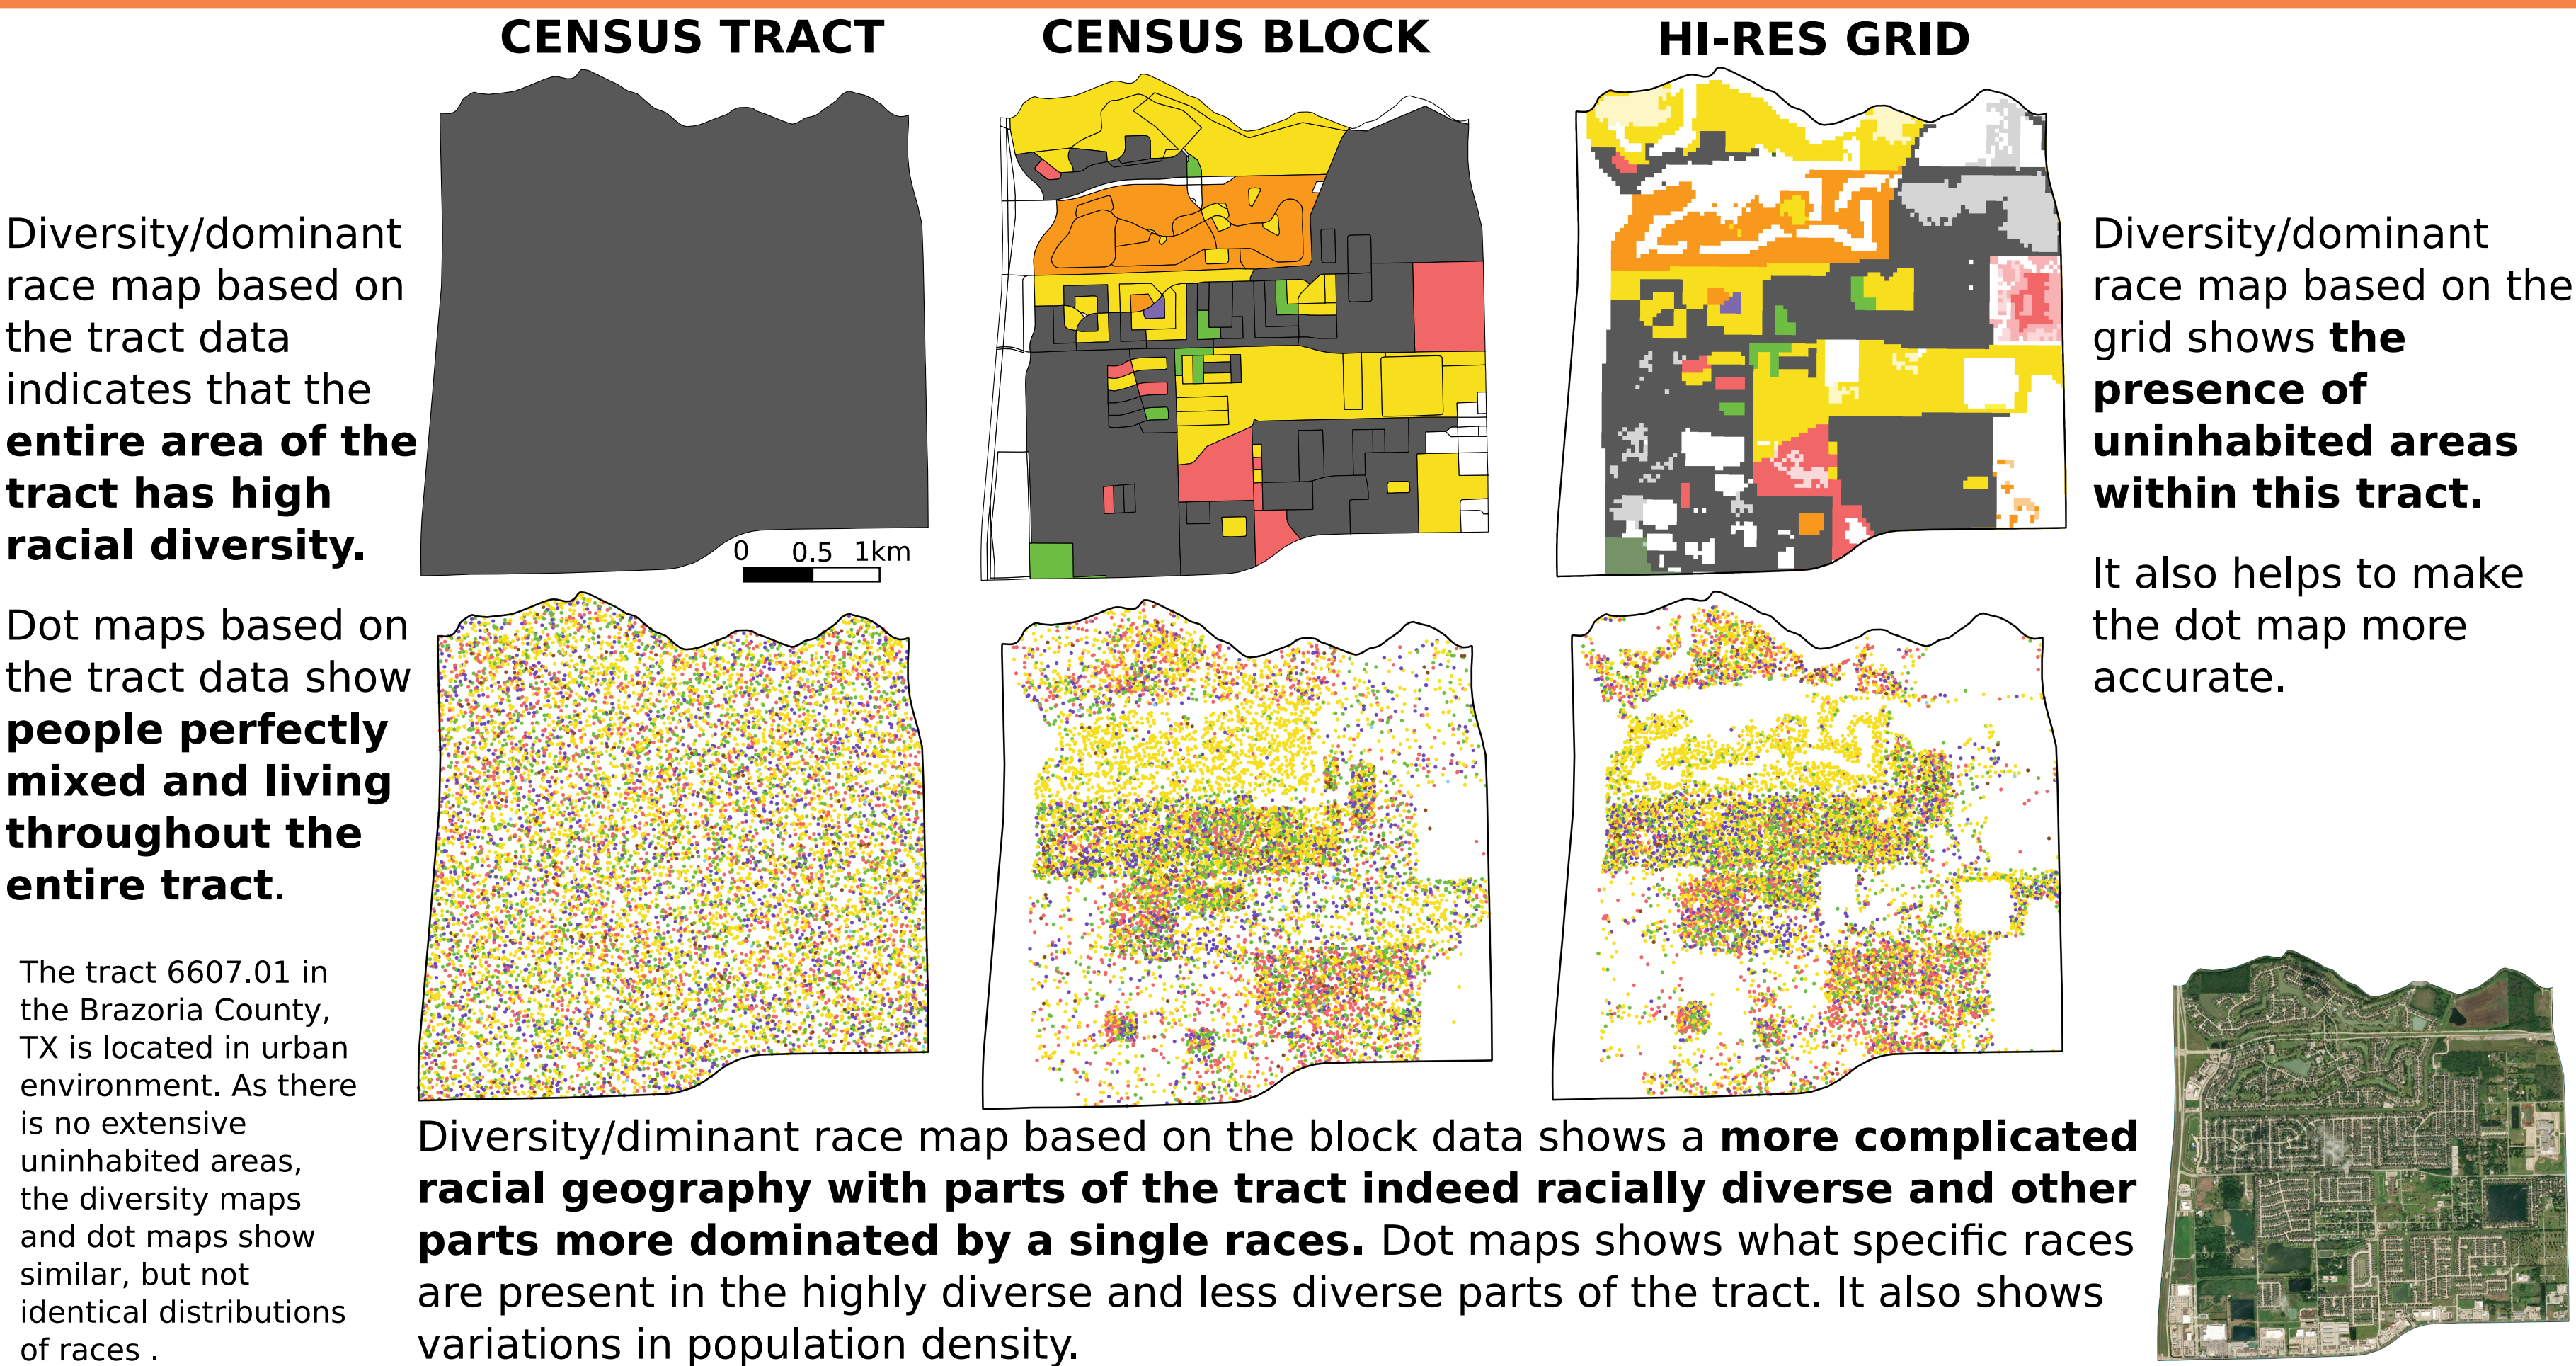 CENSUS TRACT
CENSUS BLOCK
HI-RES GRID
Diversity/dominant
race map based on
the tract data
indicates that the
entire area of the
tract has high
racial diversity.
0 0.5 1km
Dot maps based on
the tract data show
people perfectly
mixed and living
throughout the
entire tract.
The tract 6607.01 in
the Brazoria County,
TX is located in urban
environment. As there
is no extensive
uninhabited areas,
the diversity maps
and dot maps show
similar, but not
identical distributions
of races .
Diversity/dominant
race map based on the
grid shows the
presence of
uninhabited areas
within this tract.
It also helps to make
the dot map more
accurate.
Diversity/diminant race map based on the block data shows a more complicated
racial geography with parts of the tract indeed racially diverse and other
parts more dominated by a single races. Dot maps shows what specific races
are present in the highly diverse and less diverse parts of the tract. It also shows
variations in population density.